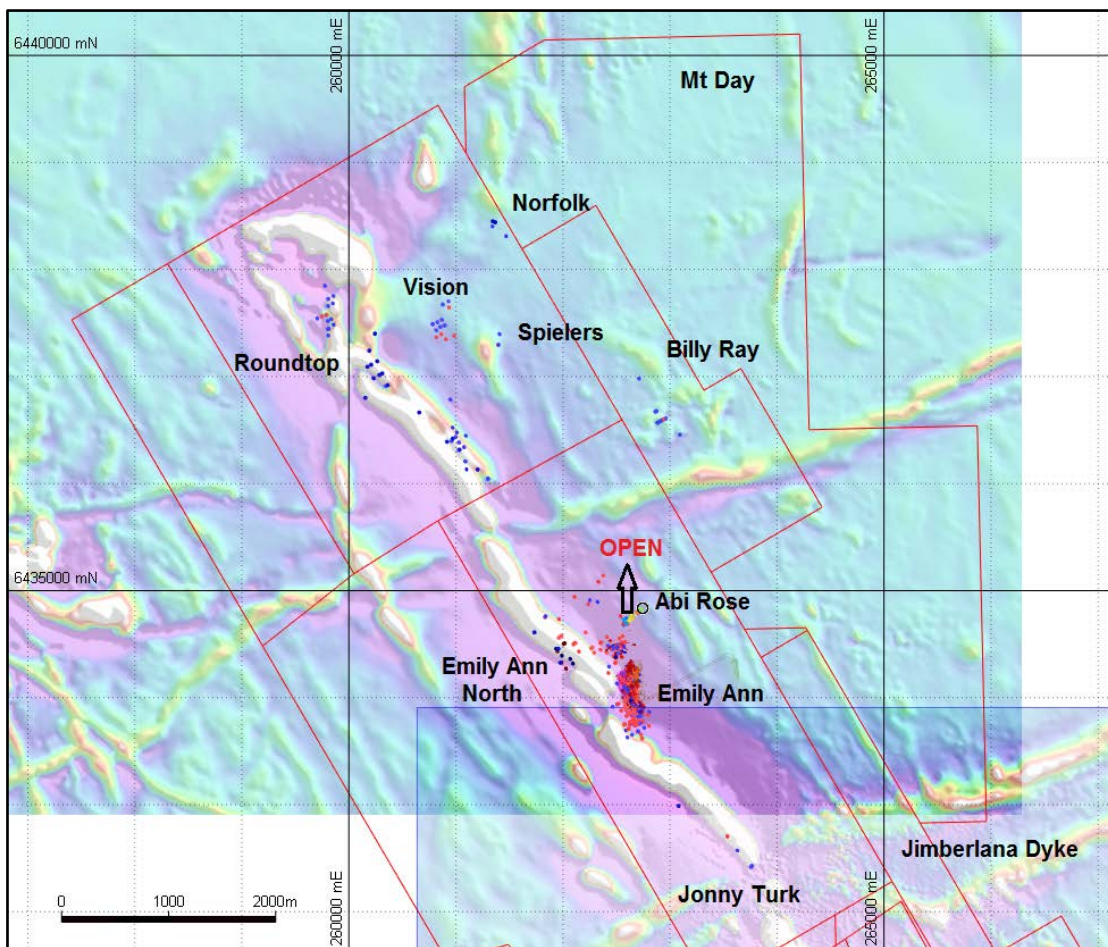 6440000 mN
260000 mE
265000 mE
Mt Day
Norfolk
Vision
Spielers
Roundtop
Billy Ray
OPEN
6435000 mN
Abi Rose
Emily Ann
North
Emily Ann
Jimberlana Dyke
Jonny Turk
0 1000 2000m
260000 mE
265000 mE